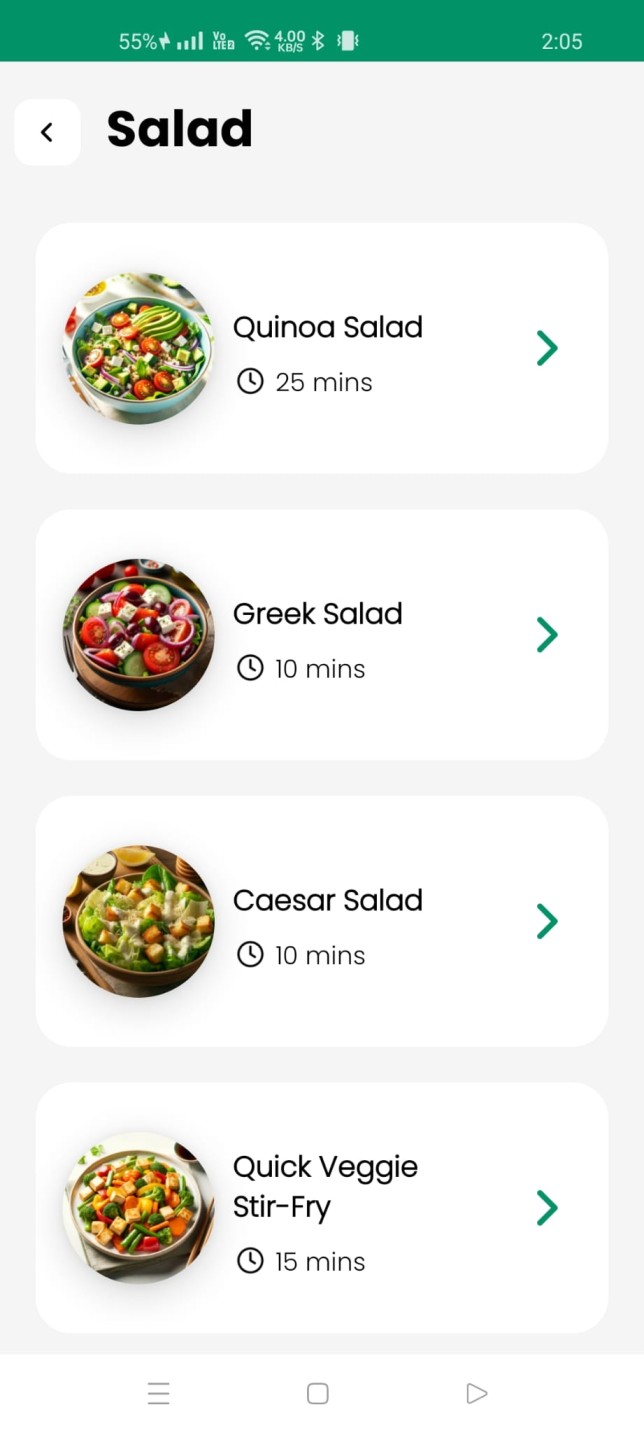 55% Vo LTE 4.00 KB/S 2:05
Salad
Quinoa Salad
25 mins
Greek Salad
10 mins
Caesar Salad
10 mins
Quick Veggie
Stir-Fry
15 mins